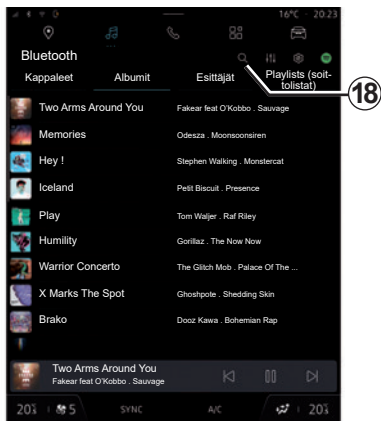 16°C · 20:23
Bluetooth
Kappaleet Albumit Esittäjät Playlists (soit-
tolistat)
18
Two Arms Around You Fakear feat O'Kobbo . Sauvage
Memories Odesza . Moonsoonsiren
Hey ! Stephen Walking . Monstercat
Iceland Petit Biscuit . Presence
Play Tom Waljer . Raf Riley
Humility Gorillaz . The Now Now
Warrior Concerto The Glitch Mob . Palace Of The ...
X Marks The Spot Ghoshpote . Shedding Skin
Brako Dooz Kawa . Bohemian Rap
Two Arms Around You
Fakear feat O'Kobbo . Sauvage
20⁵ 5 SYNC A/C 20⁵